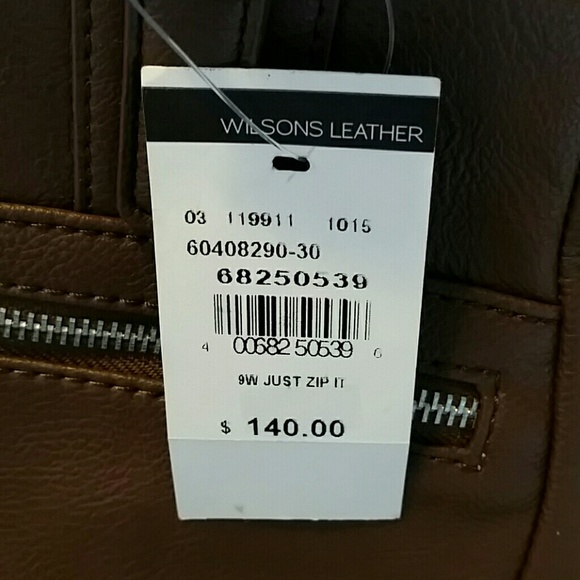 WILSONS LEATHER
03 119911 1015
60408290-30
68250539
4 00682 50539 6
9W JUST ZIP IT
$ 140.00